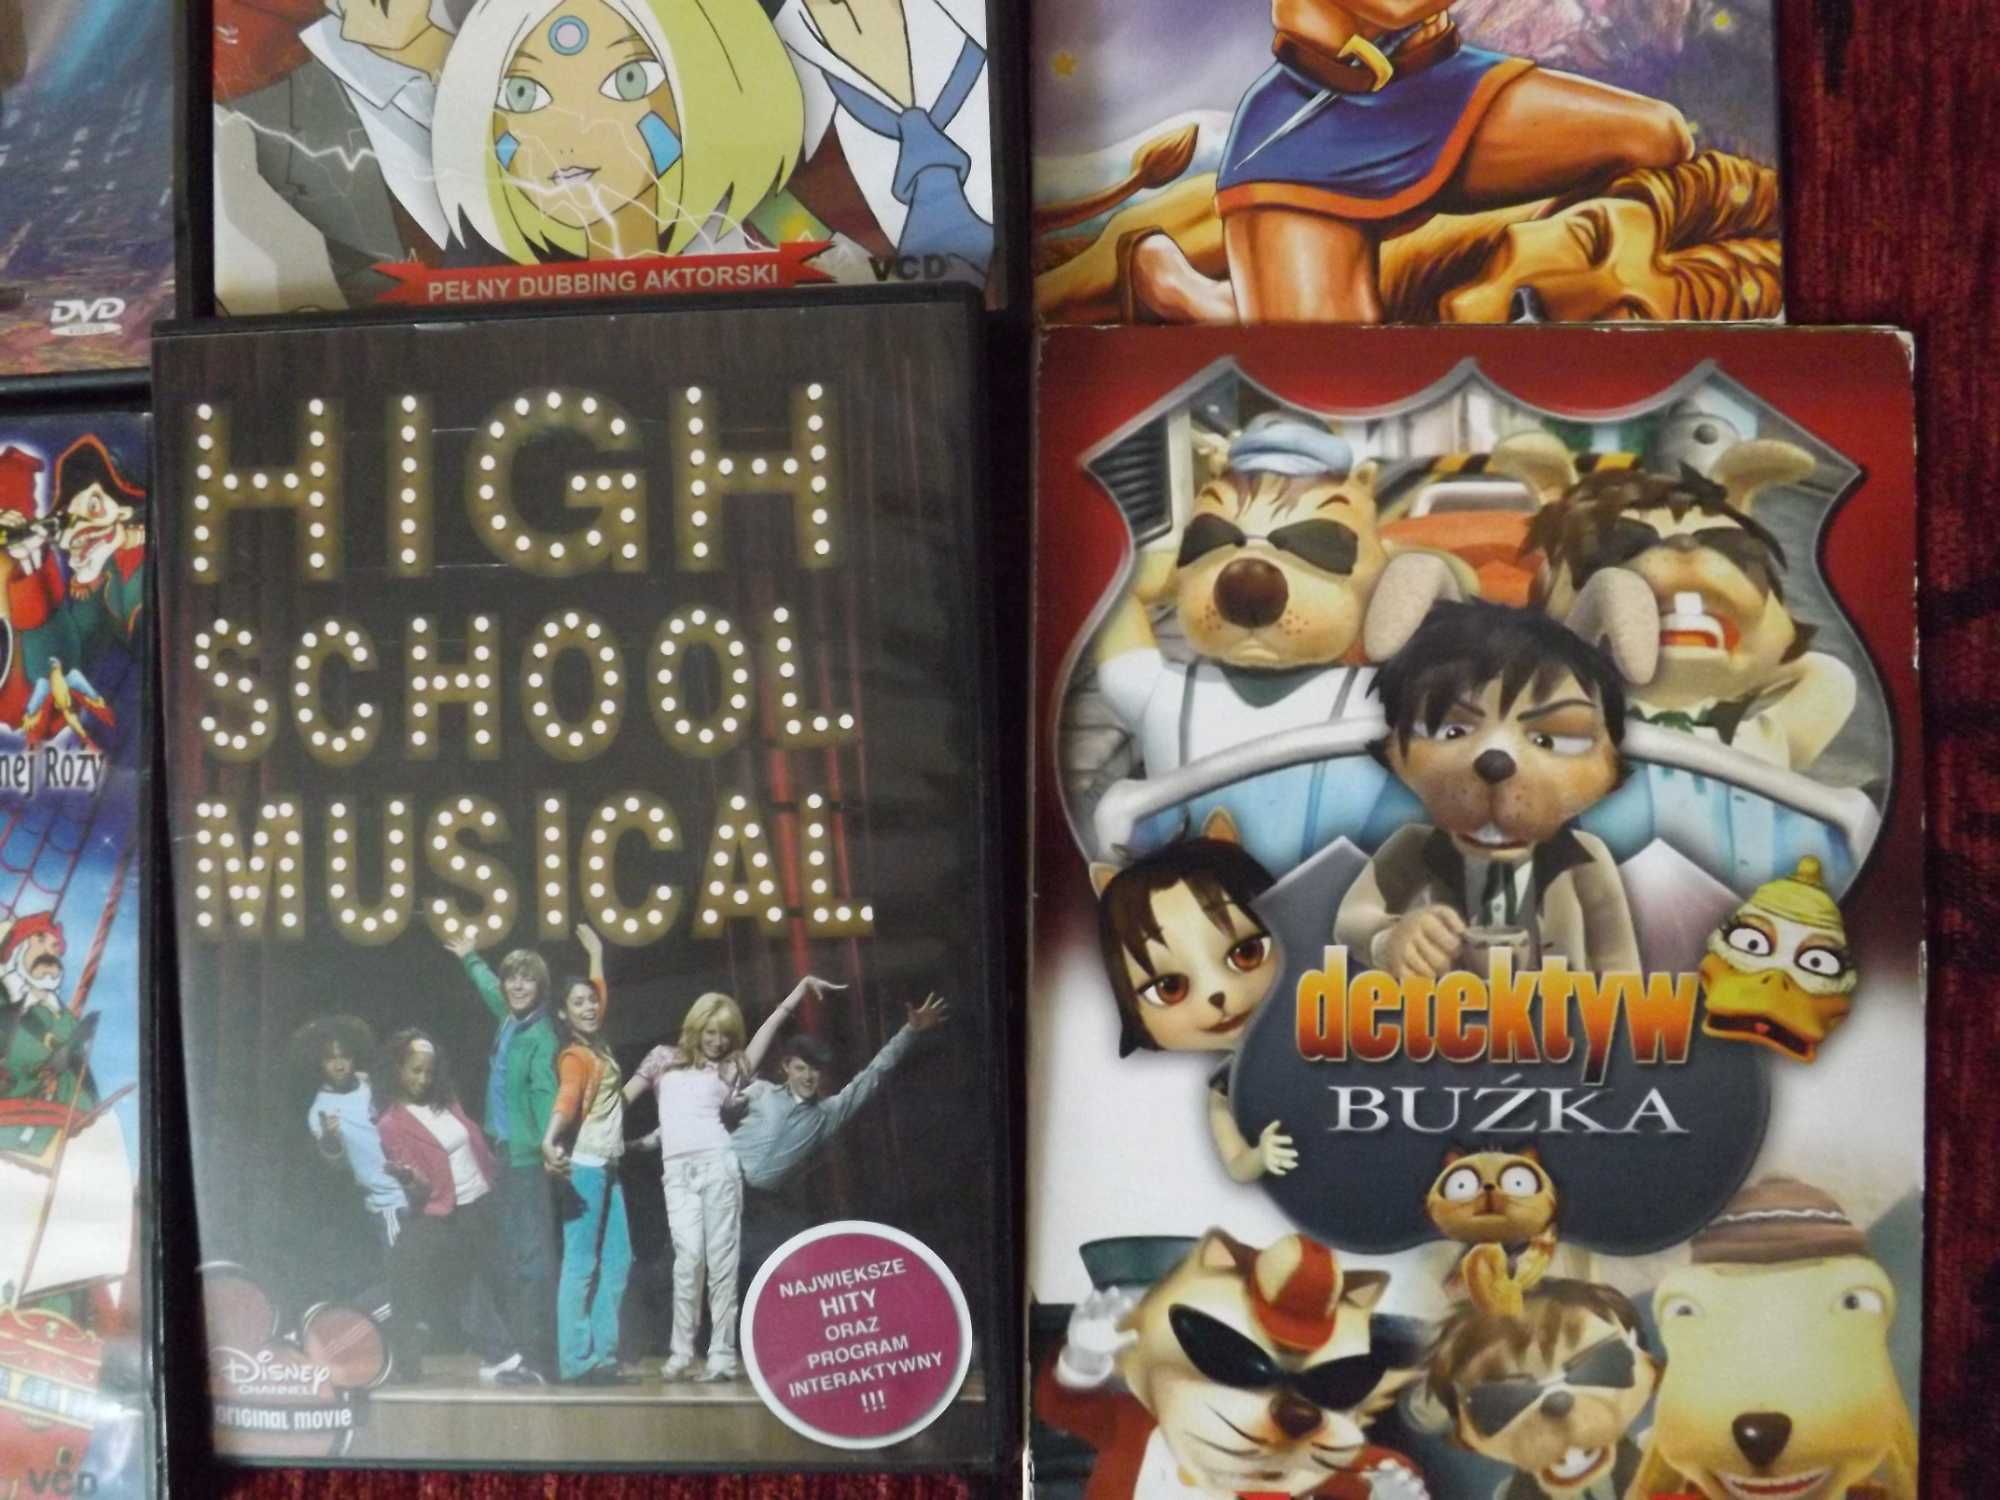 DVD
VIDEO
PEŁNY DUBBING AKTORSKI
VCD
HIGH
SCHOOL
MUSICAL
NAJWIĘKSZE
HITY
ORAZ
PROGRAM
INTERAKTYWNY
!!!
Disney
CHANNEL
ORIGINAL MOVIE
detektyw
BUŹKA
nej Róży
VCD